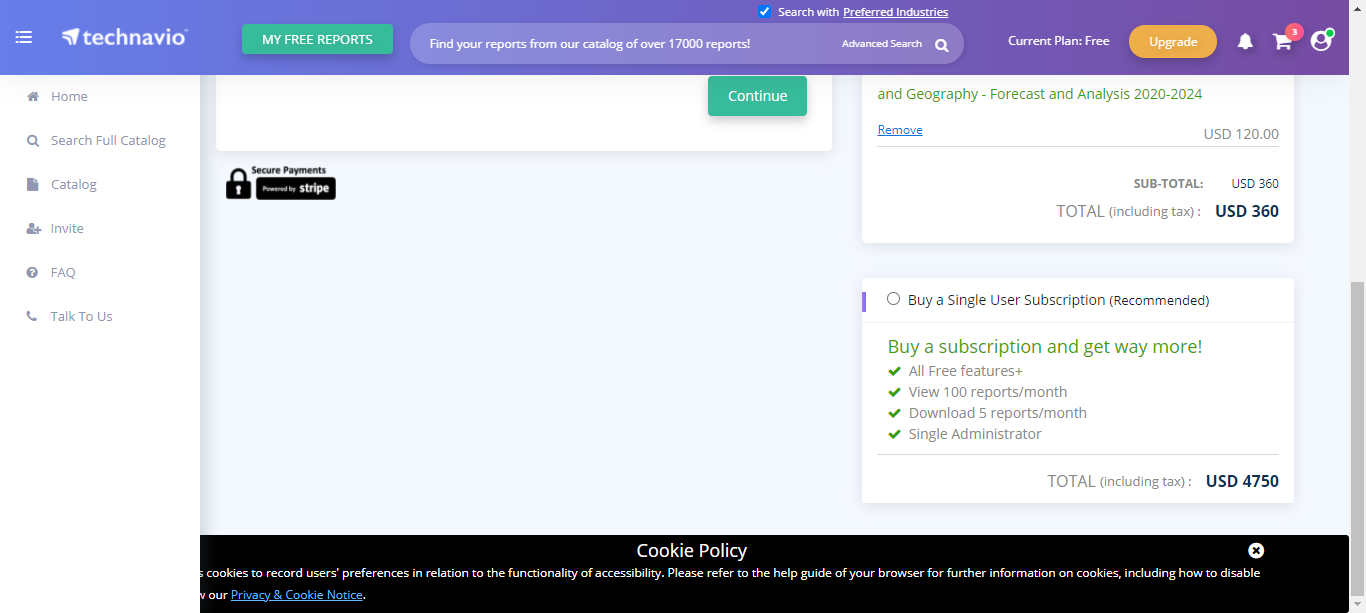 Search with Preferred Industries
technavio
MY FREE REPORTS
Find your reports from our catalog of over 17000 reports!
Advanced Search
Current Plan: Free
Upgrade
3
Home
Search Full Catalog
Catalog
Invite
FAQ
Talk To Us
Continue
Secure Payments
Powered by stripe
and Geography - Forecast and Analysis 2020-2024
Remove
USD 120.00
SUB-TOTAL: USD 360
TOTAL (including tax) : USD 360
Buy a Single User Subscription (Recommended)
Buy a subscription and get way more!
All Free features+
View 100 reports/month
Download 5 reports/month
Single Administrator
TOTAL (including tax) : USD 4750
Cookie Policy
s cookies to record users' preferences in relation to the functionality of accessibility. Please refer to the help guide of your browser for further information on cookies, including how to disable
w our Privacy & Cookie Notice.